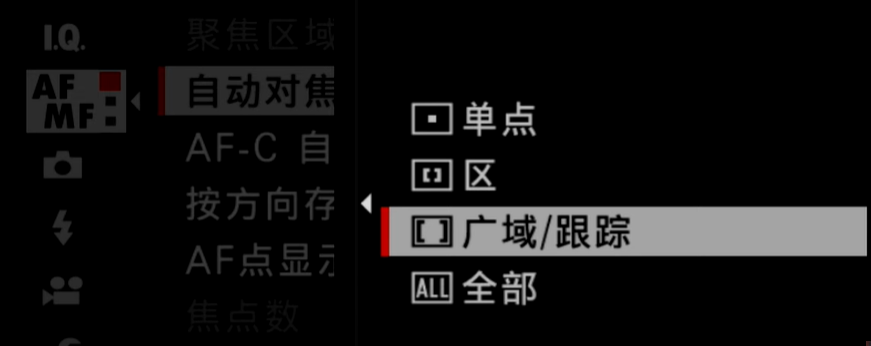 I.Q.
聚焦区域
AF
MF
自动对焦
AF-C 自
按方向存
AF点显示
焦点数
单点
区
广域/跟踪
ALL 全部